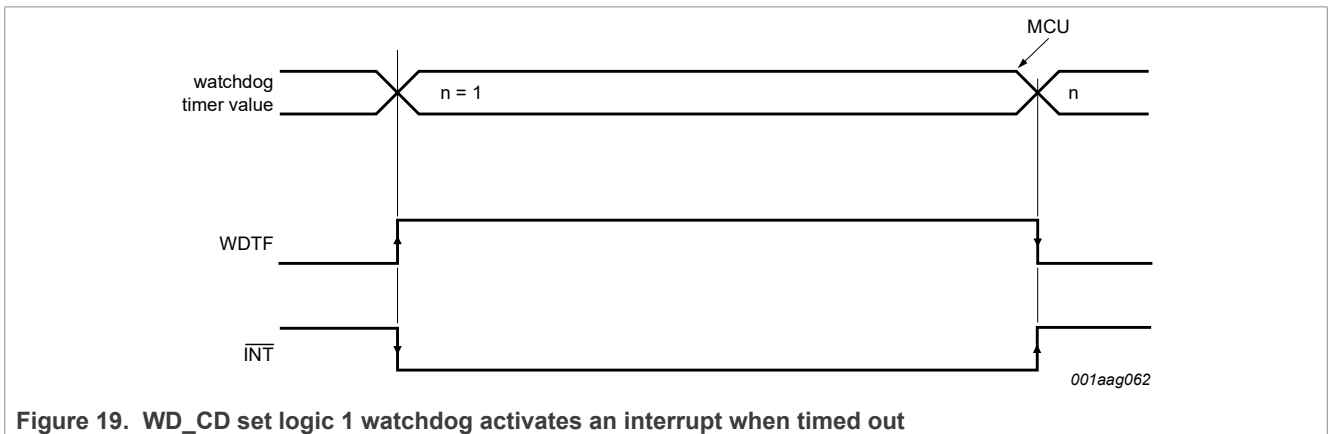 MCU
watchdog
timer value
n = 1
n
WDTF
INT
001aag062
Figure 19. WD_CD set logic 1 watchdog activates an interrupt when timed out